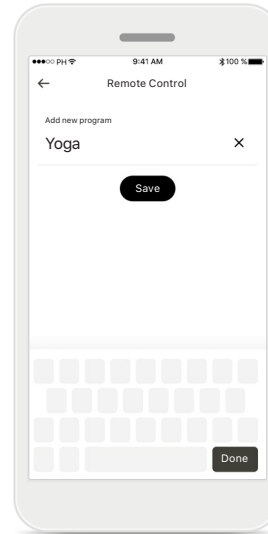 ●●●○○ PH 9:41 AM 100 %
Remote Control
Add new program
Yoga
Save
Done